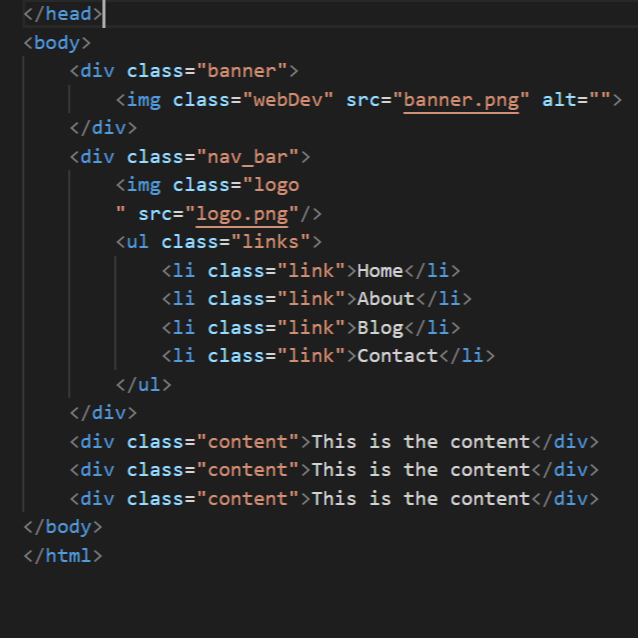 </head>
<body>
    <div class="banner">
        <img class="webDev" src="banner.png" alt="">
    </div>
    <div class="nav_bar">
        <img class="logo
        " src="logo.png"/>
        <ul class="links">
            <li class="link">Home</li>
            <li class="link">About</li>
            <li class="link">Blog</li>
            <li class="link">Contact</li>
        </ul>
    </div>
    <div class="content">This is the content</div>
    <div class="content">This is the content</div>
    <div class="content">This is the content</div>
</body>
</html>